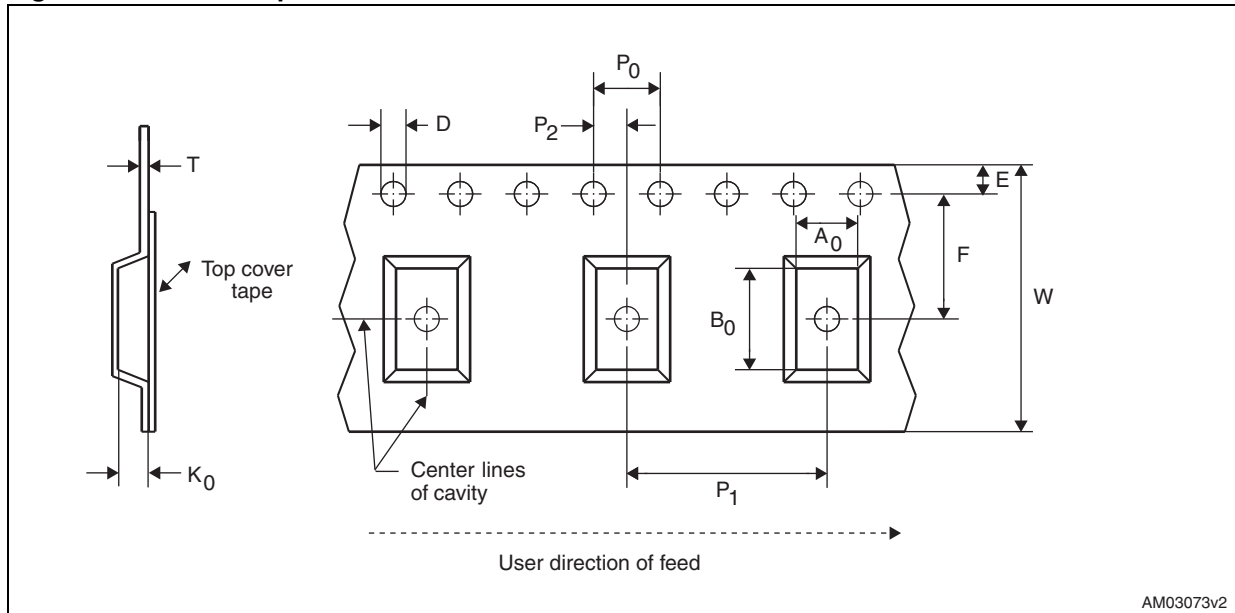 P0
D
P2
T
E
A0
F
Top cover
tape
W
B0
K0
Center lines
of cavity
P1
User direction of feed
AM03073v2